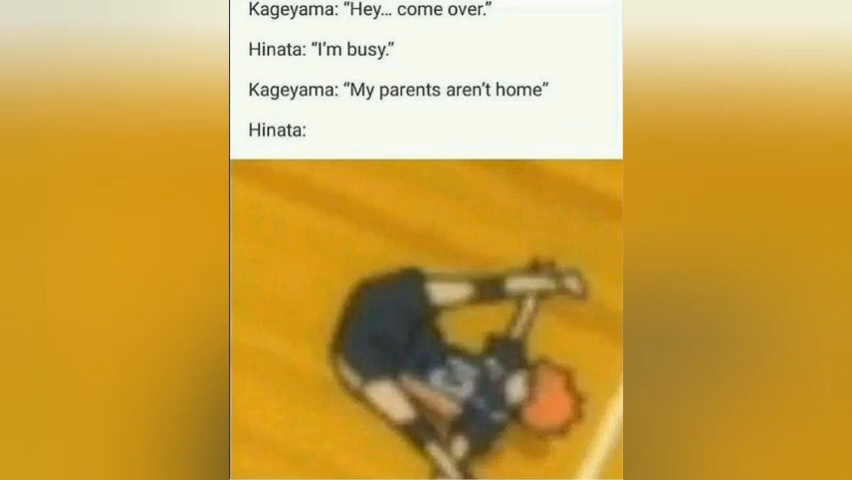 Kageyama: “Hey... come over.”
Hinata: “I’m busy.”
Kageyama: “My parents aren’t home”
Hinata: